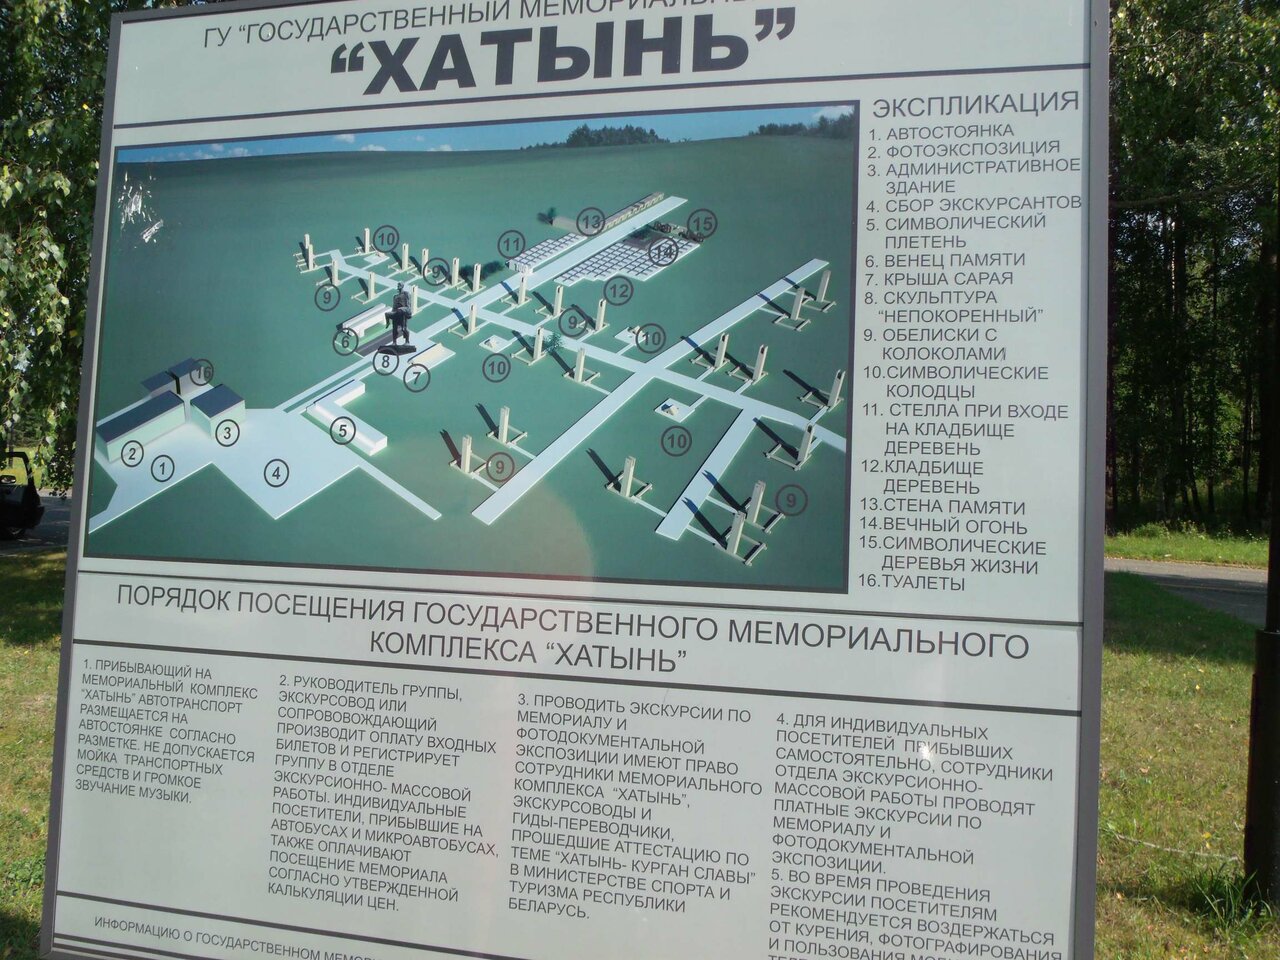 ГУ "ГОСУДАРСТВЕННЫЙ МЕМОРИАЛЬНЫЙ
"ХАТЫНЬ"
ЭКСПЛИКАЦИЯ
1. АВТОСТОЯНКА
2. ФОТОЭКСПОЗИЦИЯ
3. АДМИНИСТРАТИВНОЕ
ЗДАНИЕ
4. СБОР ЭКСКУРСАНТОВ
5. СИМВОЛИЧЕСКИЙ
ПЛЕТЕНЬ
6. ВЕНЕЦ ПАМЯТИ
7. КРЫША САРАЯ
8. СКУЛЬПТУРА
"НЕПОКОРЕННЫЙ"
9. ОБЕЛИСКИ С
КОЛОКОЛАМИ
10. СИМВОЛИЧЕСКИЕ
КОЛОДЦЫ
11. СТЕЛЛА ПРИ ВХОДЕ
НА КЛАДБИЩЕ
ДЕРЕВЕНЬ
12. КЛАДБИЩЕ
ДЕРЕВЕНЬ
13. СТЕНА ПАМЯТИ
14. ВЕЧНЫЙ ОГОНЬ
15. СИМВОЛИЧЕСКИЕ
ДЕРЕВЬЯ ЖИЗНИ
16. ТУАЛЕТЫ
13
15
10
11
14
9
9
12
9
6
10
8
10
7
16
5
3
10
2
1
4
9
9
ПОРЯДОК ПОСЕЩЕНИЯ ГОСУДАРСТВЕННОГО МЕМОРИАЛЬНОГО
КОМПЛЕКСА "ХАТЫНЬ"
1. ПРИБЫВАЮЩИЙ НА
МЕМОРИАЛЬНЫЙ КОМПЛЕКС
"ХАТЫНЬ" АВТОТРАНСПОРТ
РАЗМЕЩАЕТСЯ НА
АВТОСТОЯНКЕ СОГЛАСНО
РАЗМЕТКЕ. НЕ ДОПУСКАЕТСЯ
МОЙКА ТРАНСПОРТНЫХ
СРЕДСТВ И ГРОМКОЕ
ЗВУЧАНИЕ МУЗЫКИ.
2. РУКОВОДИТЕЛЬ ГРУППЫ,
ЭКСКУРСОВОД ИЛИ
СОПРОВОВОЖДАЮЩИЙ
ПРОИЗВОДИТ ОПЛАТУ ВХОДНЫХ
БИЛЕТОВ И РЕГИСТРИРУЕТ
ГРУППУ В ОТДЕЛЕ
ЭКСКУРСИОННО- МАССОВОЙ
РАБОТЫ. ИНДИВИДУАЛЬНЫЕ
ПОСЕТИТЕЛИ, ПРИБЫВШИЕ НА
АВТОБУСАХ И МИКРОАВТОБУСАХ,
ТАКЖЕ ОПЛАЧИВАЮТ
ПОСЕЩЕНИЕ МЕМОРИАЛА
СОГЛАСНО УТВЕРЖДЕННОЙ
КАЛЬКУЛЯЦИИ ЦЕН.
3. ПРОВОДИТЬ ЭКСКУРСИИ ПО
МЕМОРИАЛУ И
ФОТОДОКУМЕНТАЛЬНОЙ
ЭКСПОЗИЦИИ ИМЕЮТ ПРАВО
СОТРУДНИКИ МЕМОРИАЛЬНОГО
КОМПЛЕКСА "ХАТЫНЬ",
ЭКСКУРСОВОДЫ И
ГИДЫ-ПЕРЕВОДЧИКИ,
ПРОШЕДШИЕ АТТЕСТАЦИЮ ПО
ТЕМЕ "ХАТЫНЬ- КУРГАН СЛАВЫ"
В МИНИСТЕРСТВЕ СПОРТА И
ТУРИЗМА РЕСПУБЛИКИ
БЕЛАРУСЬ.
4. ДЛЯ ИНДИВИДУАЛЬНЫХ
ПОСЕТИТЕЛЕЙ ПРИБЫВШИХ
САМОСТОЯТЕЛЬНО, СОТРУДНИКИ
ОТДЕЛА ЭКСКУРСИОННО-
МАССОВОЙ РАБОТЫ ПРОВОДЯТ
ПЛАТНЫЕ ЭКСКУРСИИ ПО
МЕМОРИАЛУ И
ФОТОДОКУМЕНТАЛЬНОЙ
ЭКСПОЗИЦИИ.
5. ВО ВРЕМЯ ПРОВЕДЕНИЯ
ЭКСКУРСИИ ПОСЕТИТЕЛЯМ
РЕКОМЕНДУЕТСЯ ВОЗДЕРЖАТЬСЯ
ОТ КУРЕНИЯ, ФОТОГРАФИРОВАНИЯ
И ПОЛЬЗОВАНИЯ
ИНФОРМАЦИЮ О ГОСУДАРСТВЕННОМ